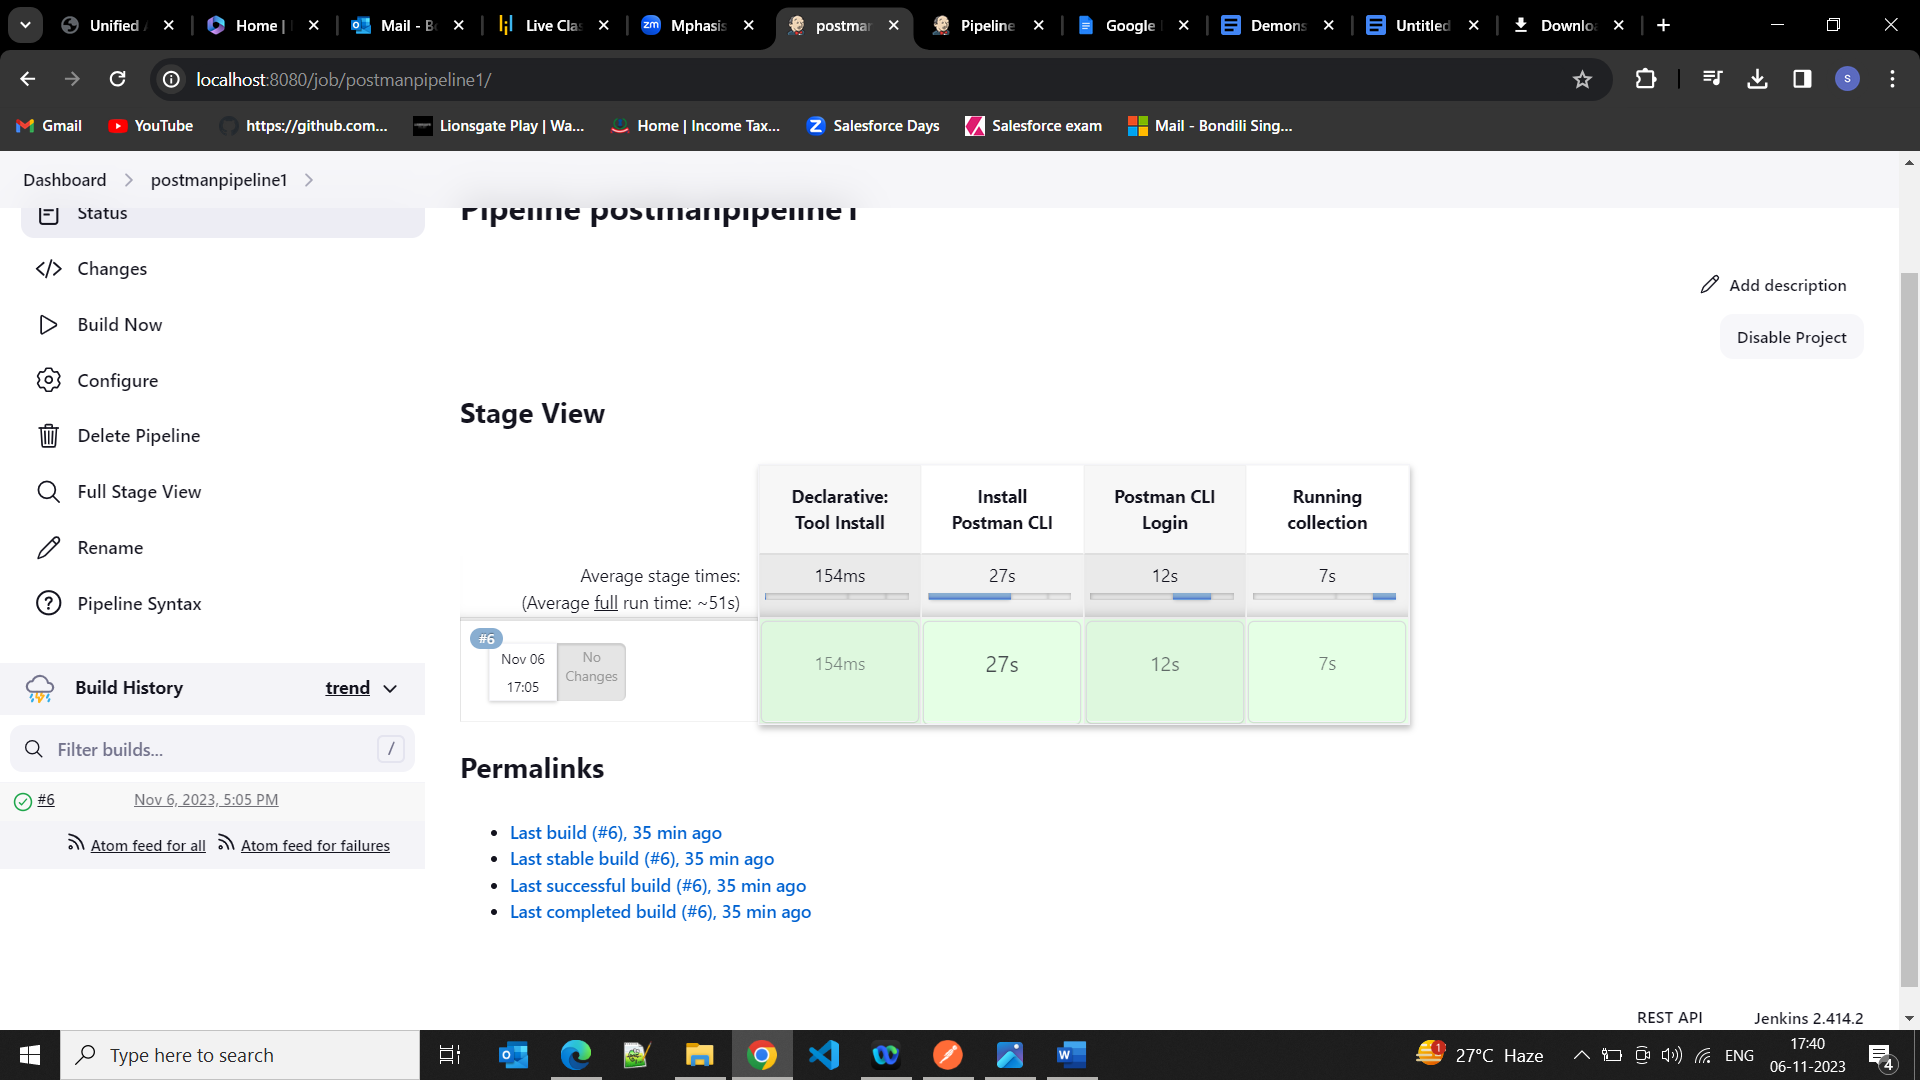 Unified A
Home |
Mail - Bo
Live Clas
Mphasis
postman
Pipeline
Google
Demons
Untitled
Downloa
localhost:8080/job/postmanpipeline1/
S
Gmail
YouTube
https://github.com...
Lionsgate Play | Wa...
Home | Income Tax...
Salesforce Days
Salesforce exam
Mail - Bondili Sing...
Dashboard
postmanpipeline1
Status
Changes
Build Now
Configure
Delete Pipeline
Full Stage View
Rename
Pipeline Syntax
Build History
trend
Filter builds...
/
#6
Nov 6, 2023, 5:05 PM
Atom feed for all
Atom feed for failures
Pipeline postmanpipeline1
Add description
Disable Project
Stage View
Declarative:
Tool Install
Install
Postman CLI
Postman CLI
Login
Running
collection
Average stage times:
(Average full run time: ~51s)
154ms
27s
12s
7s
#6
Nov 06
17:05
No
Changes
154ms
27s
12s
7s
Permalinks
Last build (#6), 35 min ago
Last stable build (#6), 35 min ago
Last successful build (#6), 35 min ago
Last completed build (#6), 35 min ago
REST API
Jenkins 2.414.2
Type here to search
1
27°C Haze
ENG
17:40
06-11-2023
4